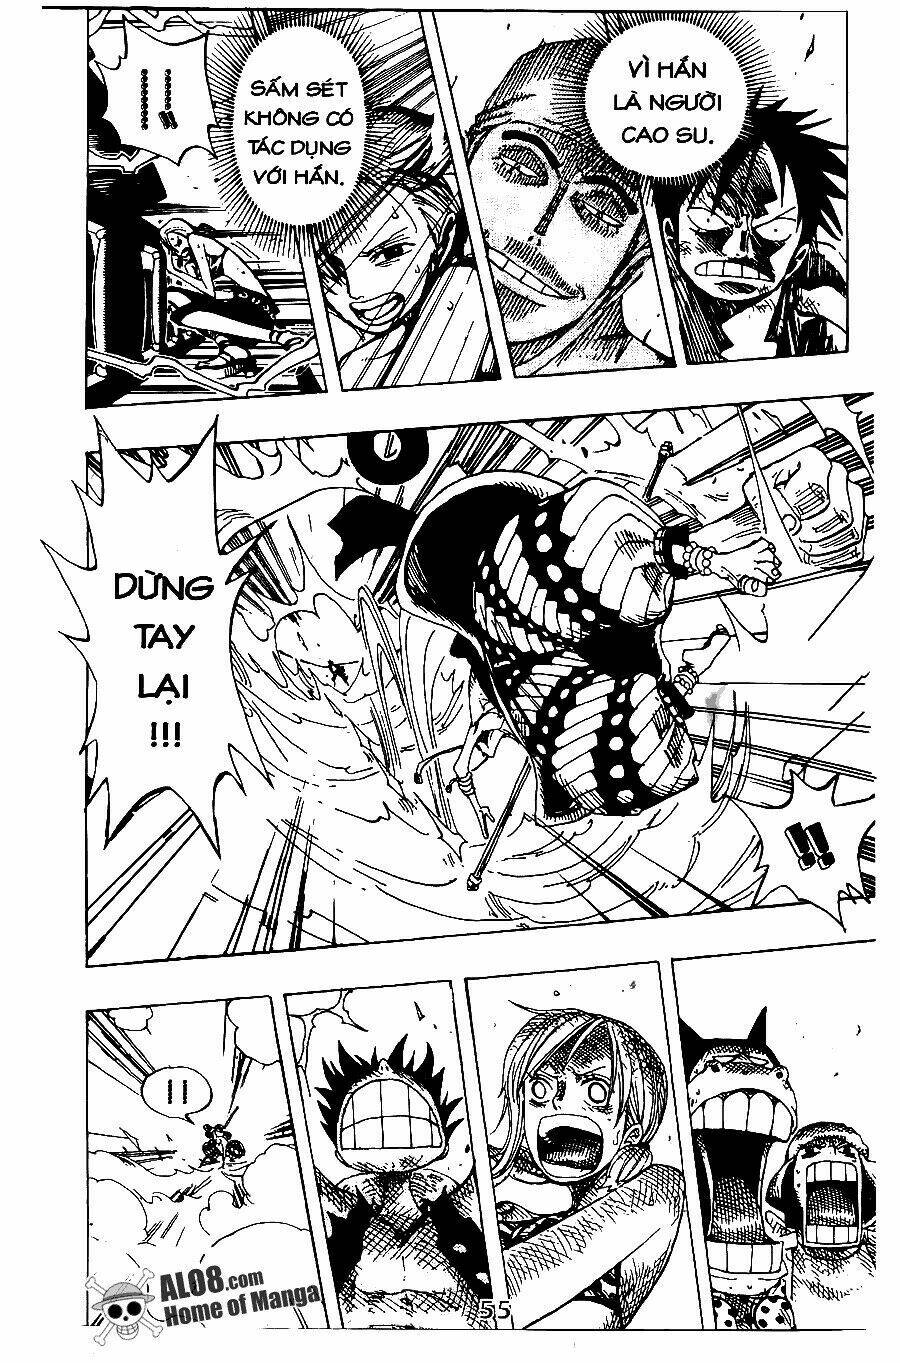 VÌ HẮN
LÀ NGƯỜI
CAO SU.
SẤM SÉT
KHÔNG CÓ
TÁC DỤNG
VỚI HẮN.
.......!!
DỪNG
TAY
LẠI
!!!
!!
!!
AL08.com
Home of Manga
55